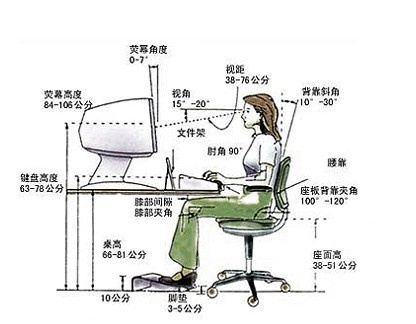 荧幕角度
0-7°
视距
38-76公分
荧幕高度
84-106公分
视角
15°-20°
背靠斜角
10°-30°
文件架
肘角90°
腰靠
键盘高度
63-78公分
座板背靠夹角
100°-120°
膝部间隙
膝部夹角
桌高
66-81公分
座面高
38-51公分
10公分
脚垫
3-5公分